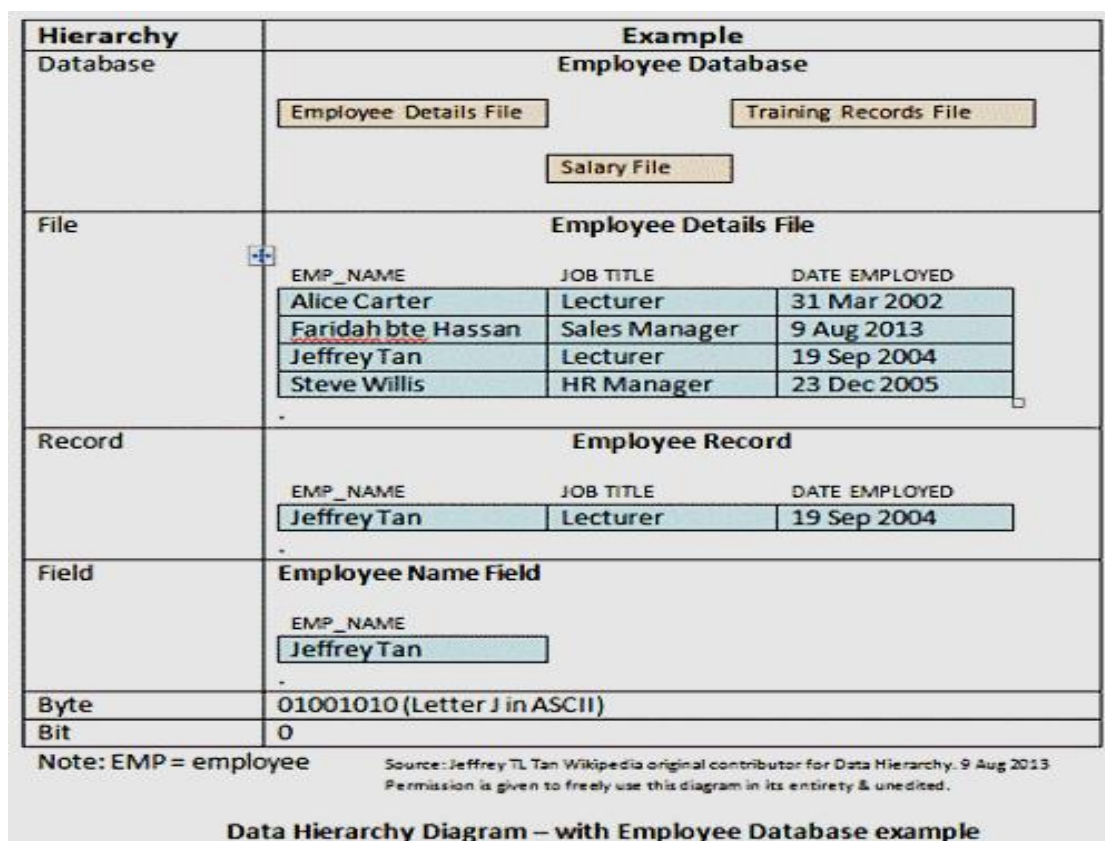 Hierarchy Example
Database Employee Database
Employee Details File Training Records File
Salary File
File Employee Details File
EMP_NAME JOB TITLE DATE EMPLOYED
Alice Carter Lecturer 31 Mar 2002
Faridah bte Hassan Sales Manager 9 Aug 2013
Jeffrey Tan Lecturer 19 Sep 2004
Steve Willis HR Manager 23 Dec 2005
.
Record Employee Record
EMP_NAME JOB TITLE DATE EMPLOYED
Jeffrey Tan Lecturer 19 Sep 2004
.
Field Employee Name Field
EMP_NAME
Jeffrey Tan
.
Byte 01001010 (Letter J in ASCII)
Bit 0
Note: EMP = employee Source: Jeffrey TL Tan Wikipedia original contributor for Data Hierarchy. 9 Aug 2013
Permission is given to freely use this diagram in its entirety & unedited.
Data Hierarchy Diagram – with Employee Database example